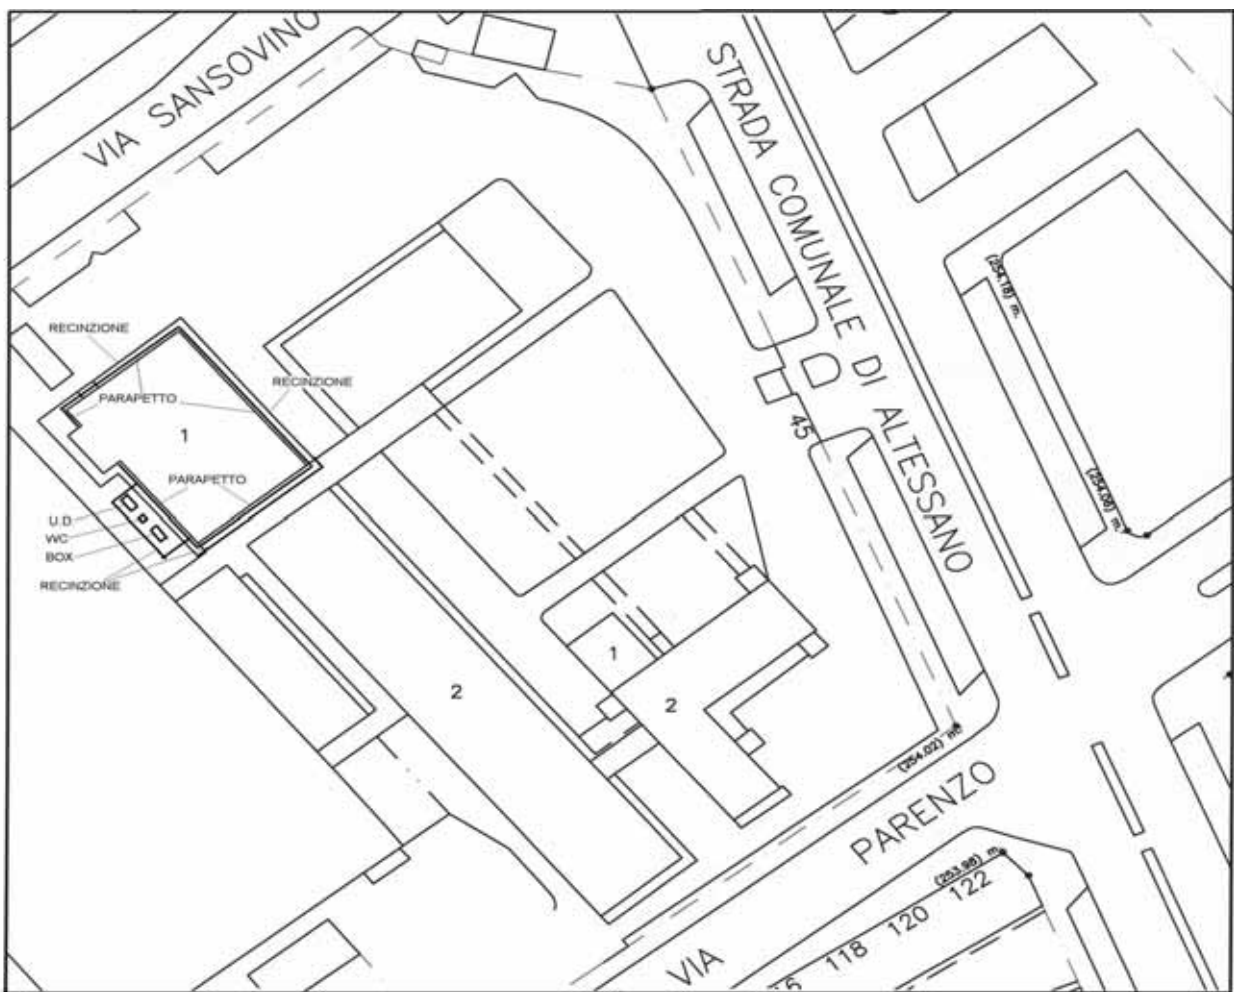 VIA SANSOVINO
STRADA COMUNALE DI ALTESSANO
(254.18) m.
RECINZIONE
RECINZIONE
PARAPETTO
1
45
PARAPETTO
(254.06) m.
U.D
WC
BOX
RECINZIONE
1
2
2
(254.02) m.
VIA PARENZO
(253.98) m.
118 120 122